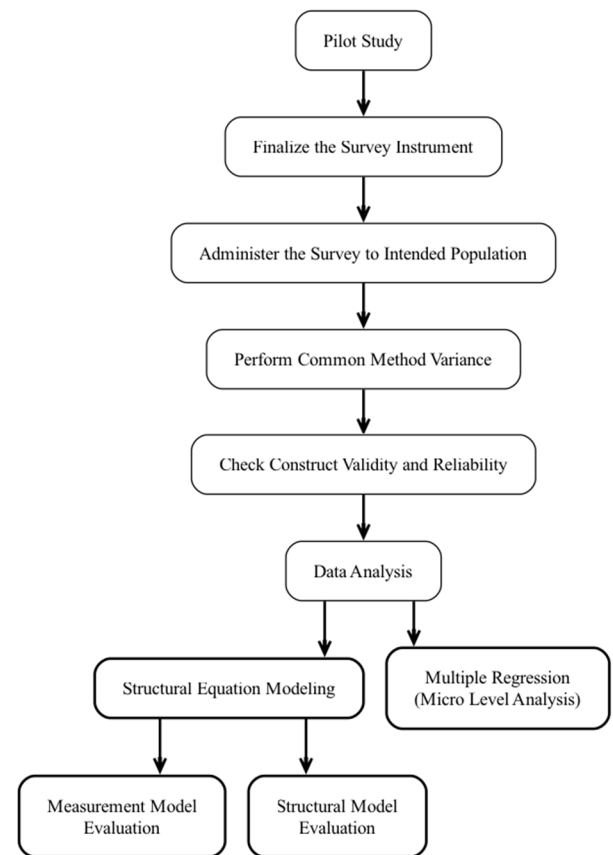 Pilot Study
Finalize the Survey Instrument
Administer the Survey to Intended Population
Perform Common Method Variance
Check Construct Validity and Reliability
Data Analysis
Structural Equation Modeling
Multiple Regression
(Micro Level Analysis)
Measurement Model
Evaluation
Structural Model
Evaluation